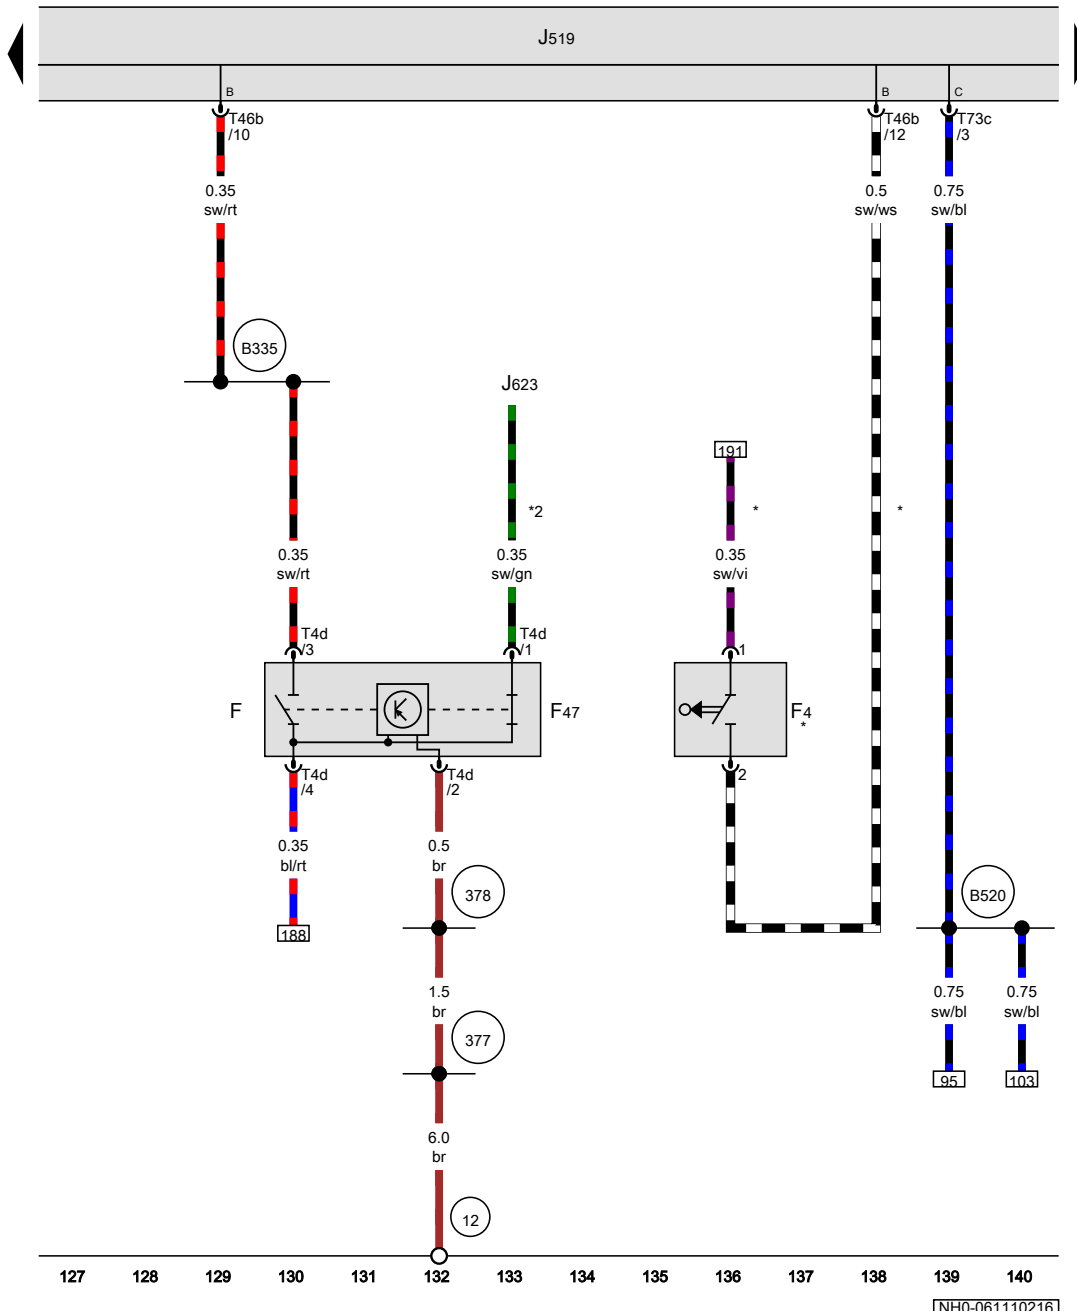 J519
B
B
C
T46b
/10
T46b
/12
T73c
/3
0.35
sw/rt
0.5
sw/ws
0.75
sw/bl
B335
J623
191
*2
*
*
0.35
sw/rt
0.35
sw/gn
0.35
sw/vi
T4d
/3
T4d
/1
1
F
F47
F4
*
T4d
/4
T4d
/2
2
0.35
bl/rt
0.5
br
378
B520
188
1.5
br
0.75
sw/bl
0.75
sw/bl
377
95
103
6.0
br
12
127 128 129 130 131 132 133 134 135 136 137 138 139 140
NH0-061110216